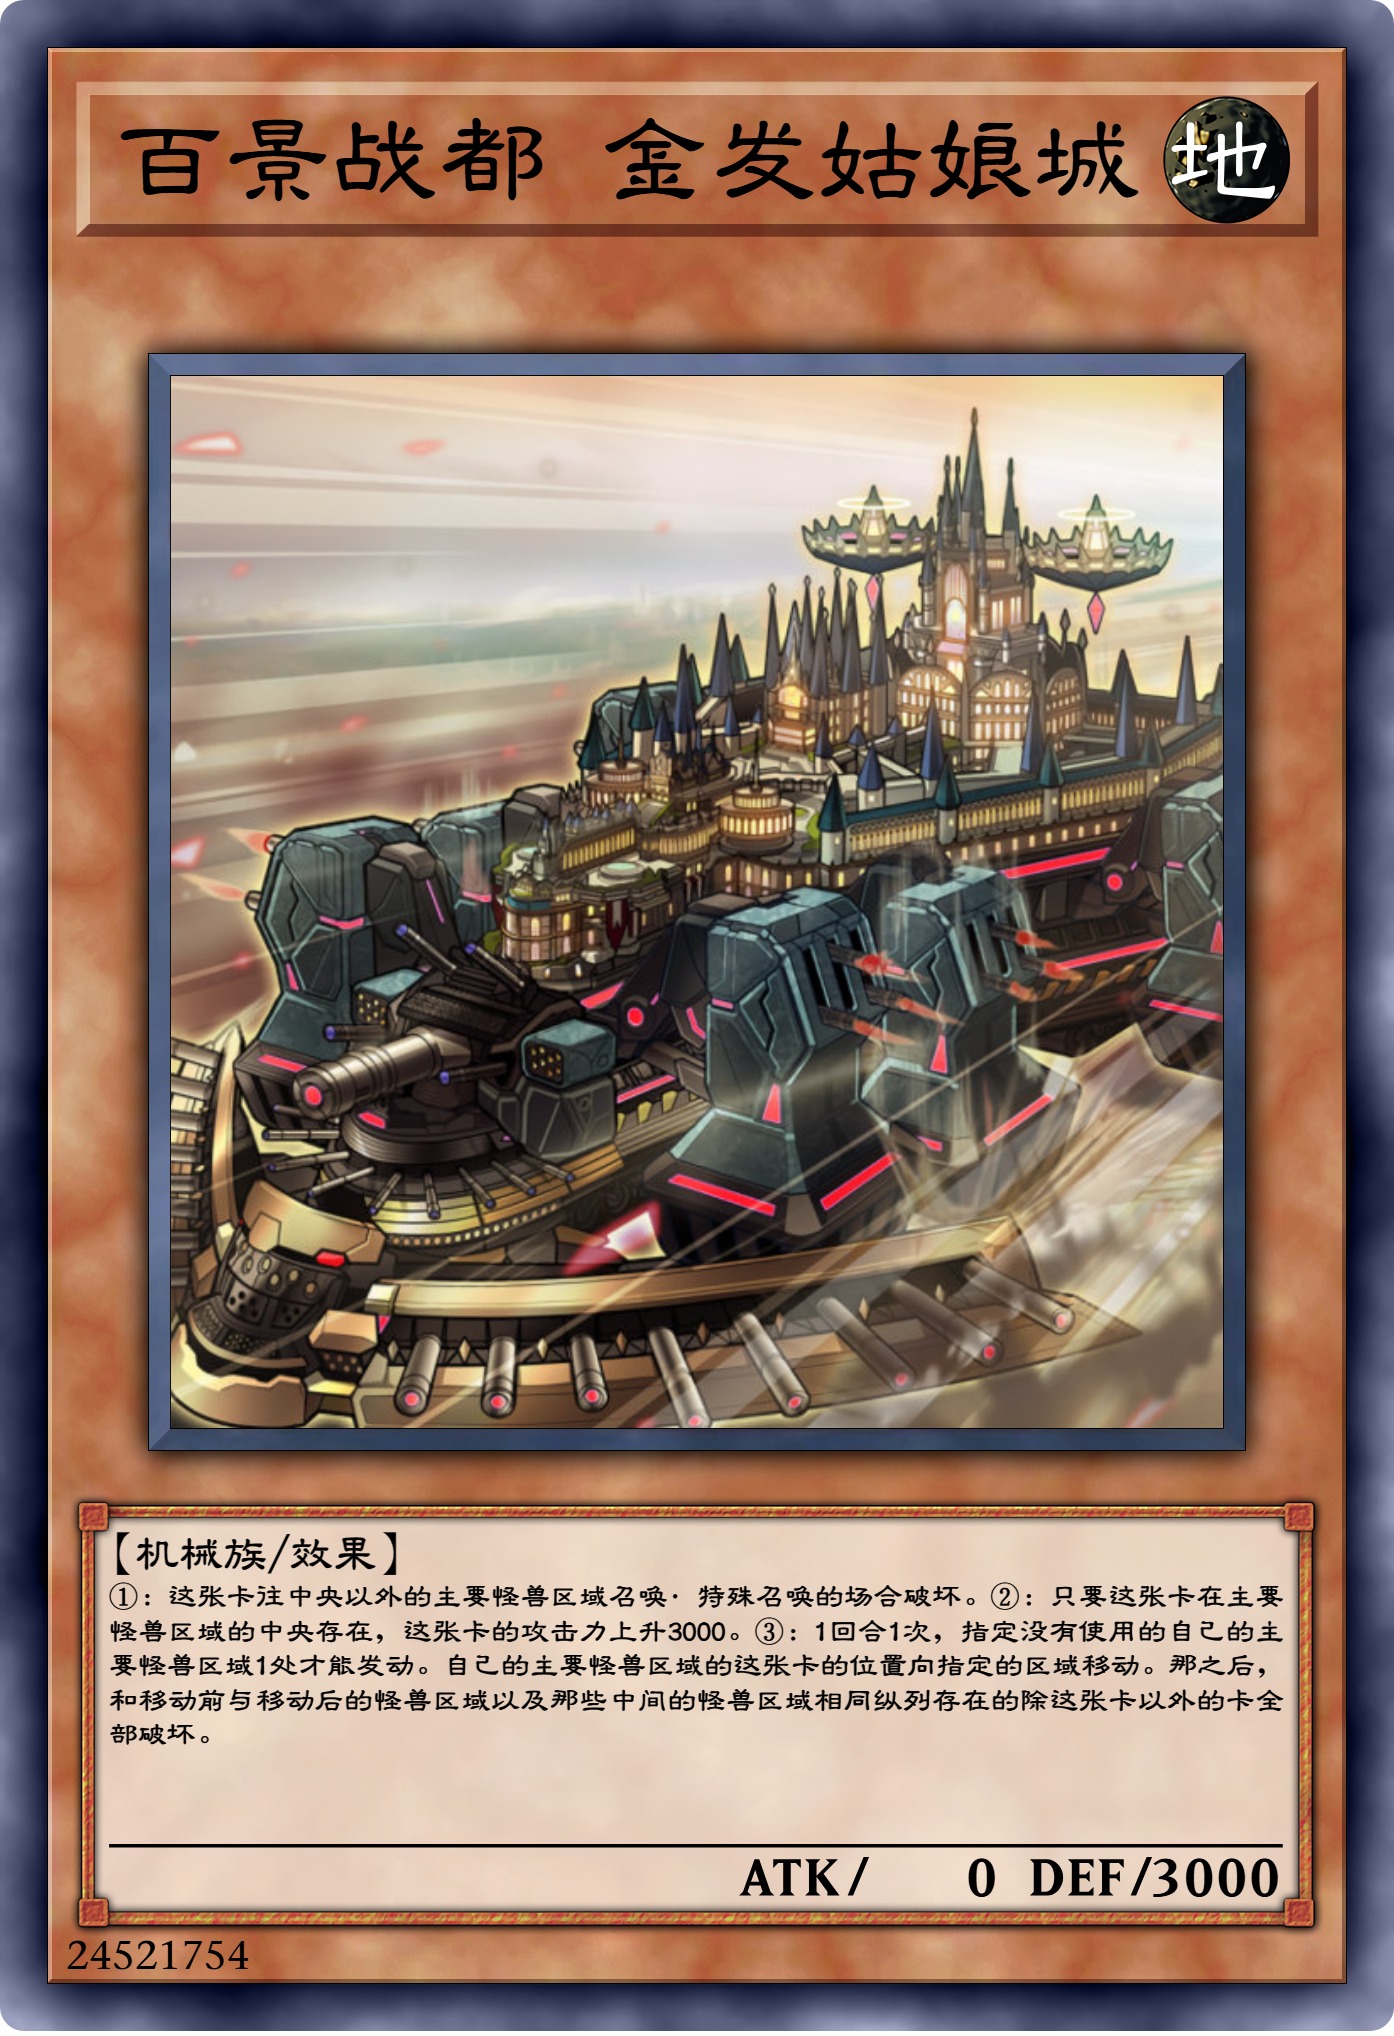 百景战都 金发姑娘城 地
【机械族/效果】
①：这张卡往中央以外的主要怪兽区域召唤·特殊召唤的场合破坏。②：只要这张卡在主要
怪兽区域的中央存在，这张卡的攻击力上升3000。③：1回合1次，指定没有使用的自己的主
要怪兽区域1处才能发动。自己的主要怪兽区域的这张卡的位置向指定的区域移动。那之后，
和移动前与移动后的怪兽区域以及那些中间的怪兽区域相同纵列存在的除这张卡以外的卡全
部破坏。
ATK/ 0 DEF/3000
24521754